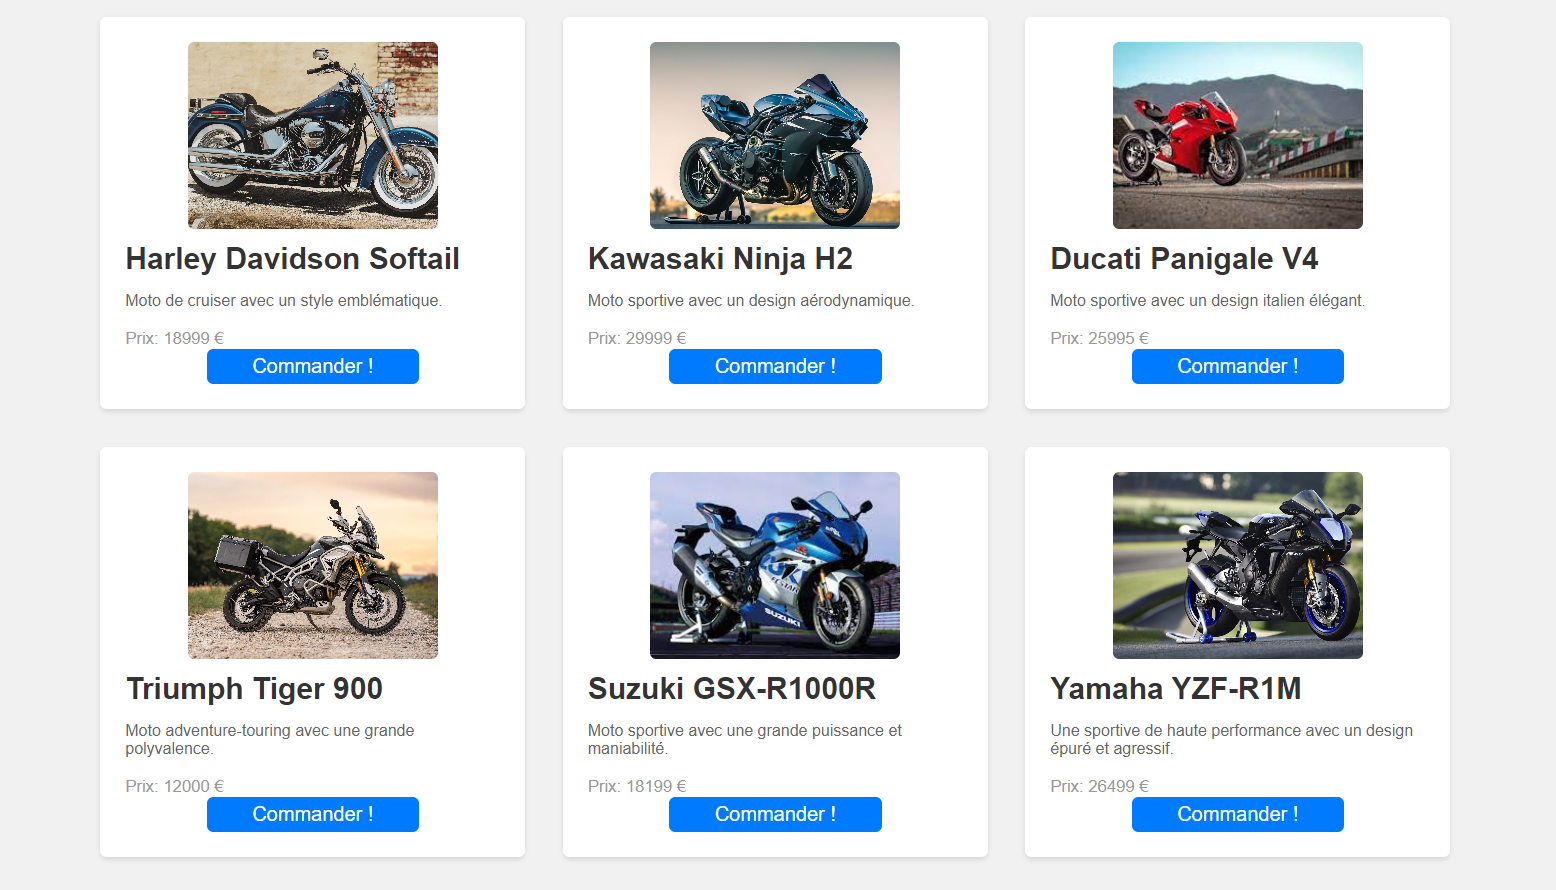 Harley Davidson Softail
Moto de cruiser avec un style emblématique.
Prix: 18999 €
Commander !
Kawasaki Ninja H2
Moto sportive avec un design aérodynamique.
Prix: 29999 €
Commander !
Ducati Panigale V4
Moto sportive avec un design italien élégant.
Prix: 25995 €
Commander !
Triumph Tiger 900
Moto adventure-touring avec une grande
polyvalence.
Prix: 12000 €
Commander !
SUZUKI
Suzuki GSX-R1000R
Moto sportive avec une grande puissance et
maniabilité.
Prix: 18199 €
Commander !
Yamaha YZF-R1M
Une sportive de haute performance avec un design
épuré et agressif.
Prix: 26499 €
Commander !